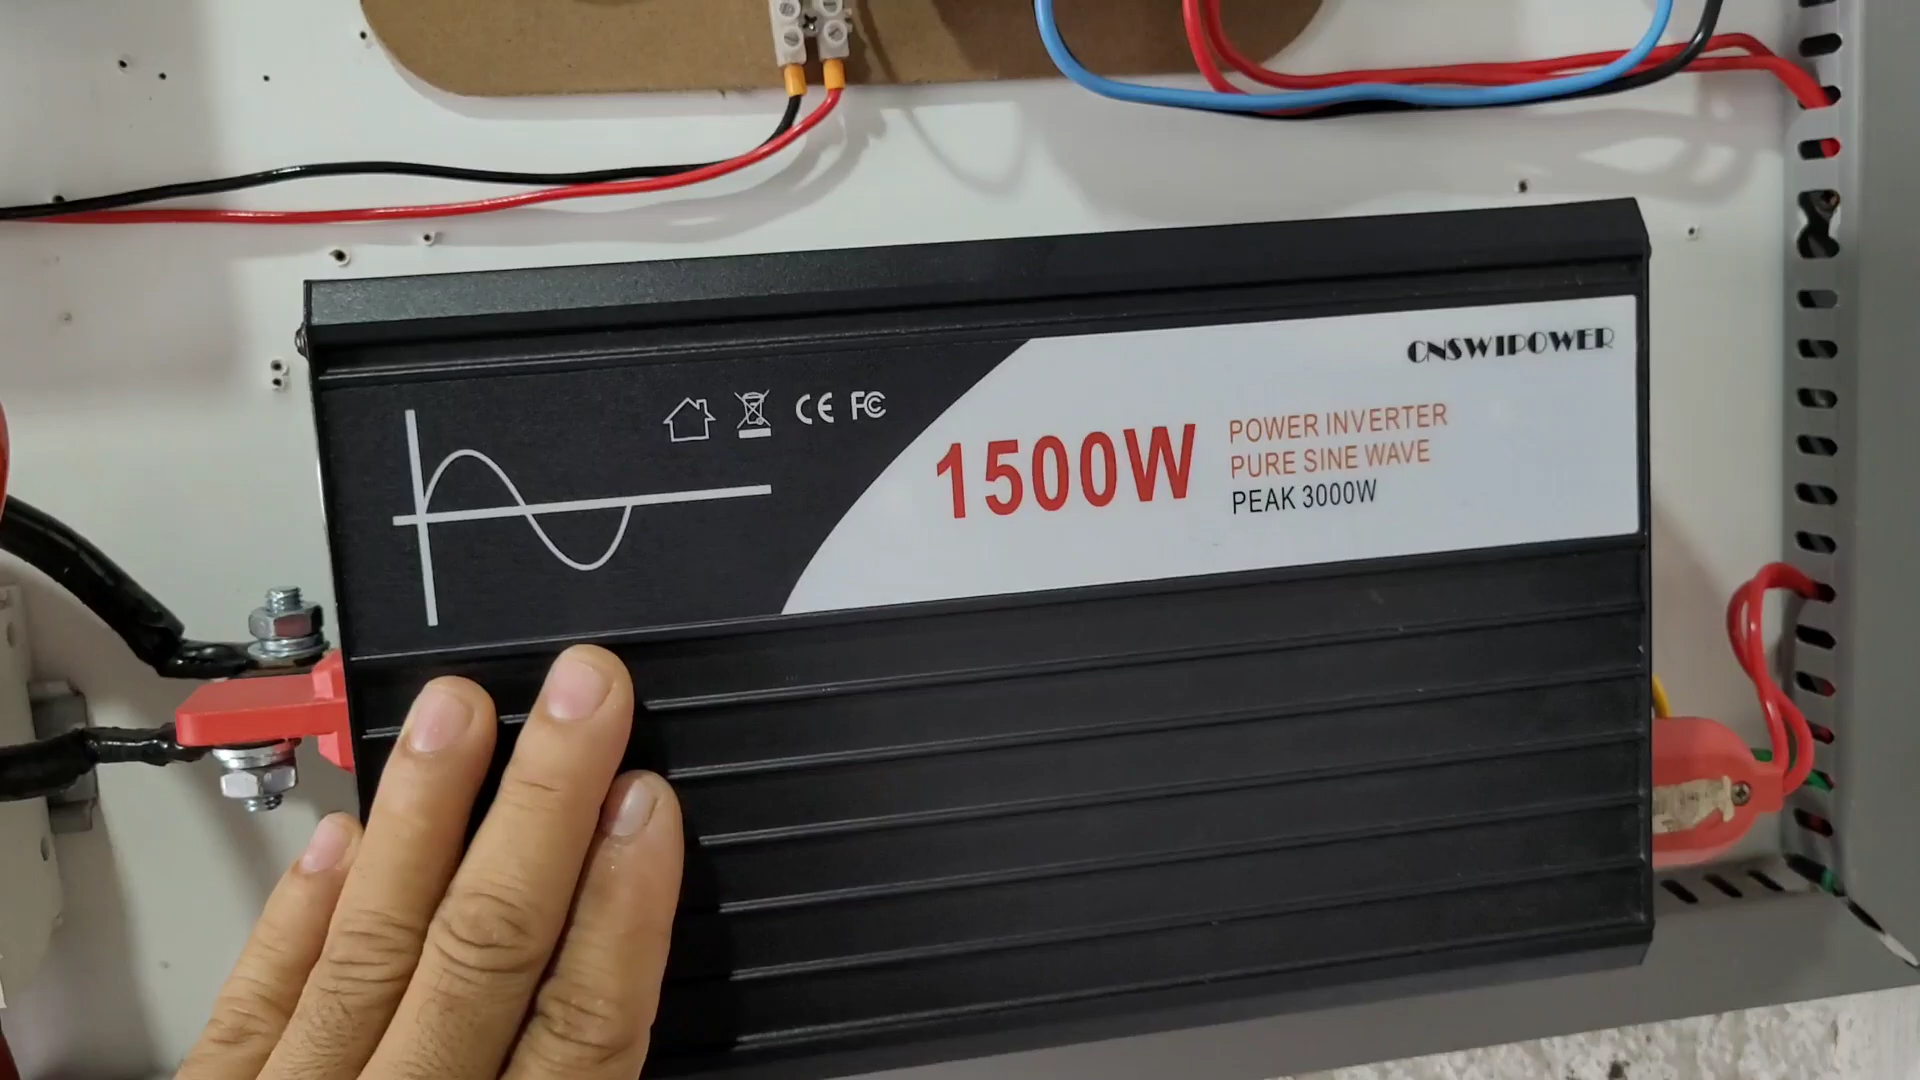 CNSWIPOWER
CE FC
1500W
POWER INVERTER
PURE SINE WAVE
PEAK 3000W